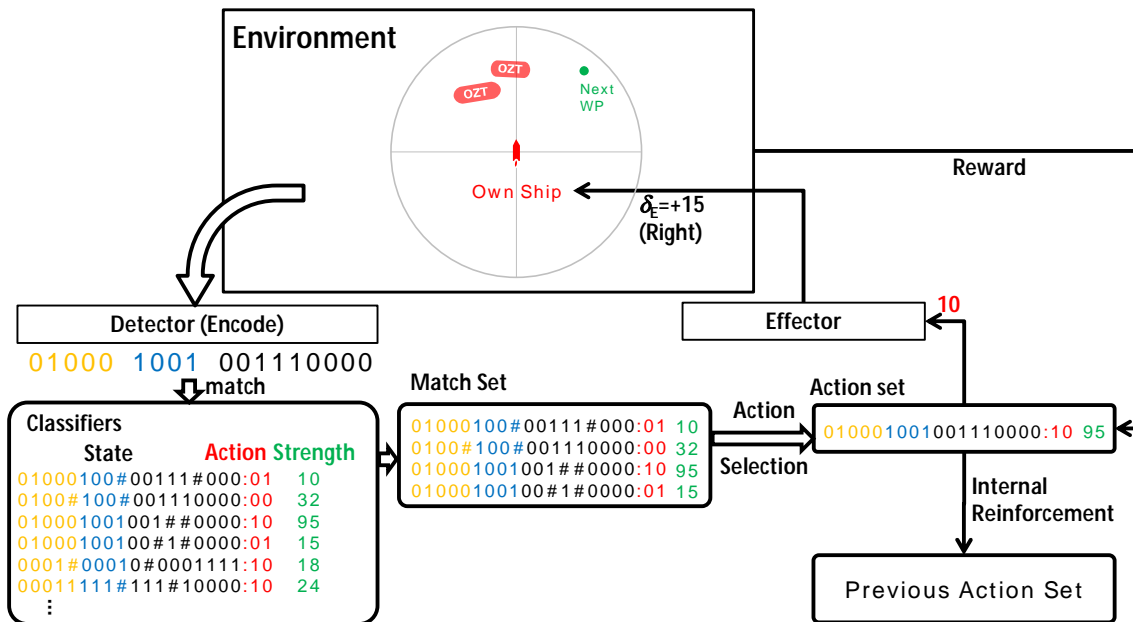 Environment
OZT
OZT
Next
WP
Own Ship
δE=+15
(Right)
Reward
Detector (Encode)
01000 1001 001110000
match
Effector
10
Classifiers
State Action Strength
01000100#00111#000:01 10
0100#100#001110000:00 32
010001001001##0000:10 95
01000100100#1#0000:01 15
0001#00010#0001111:10 18
00011111#111#10000:10 24
⋮
Match Set
01000100#00111#000:01 10
0100#100#001110000:00 32
010001001001##0000:10 95
01000100100#1#0000:01 15
Action
Selection
Action set
010001001001110000:10 95
Internal
Reinforcement
Previous Action Set